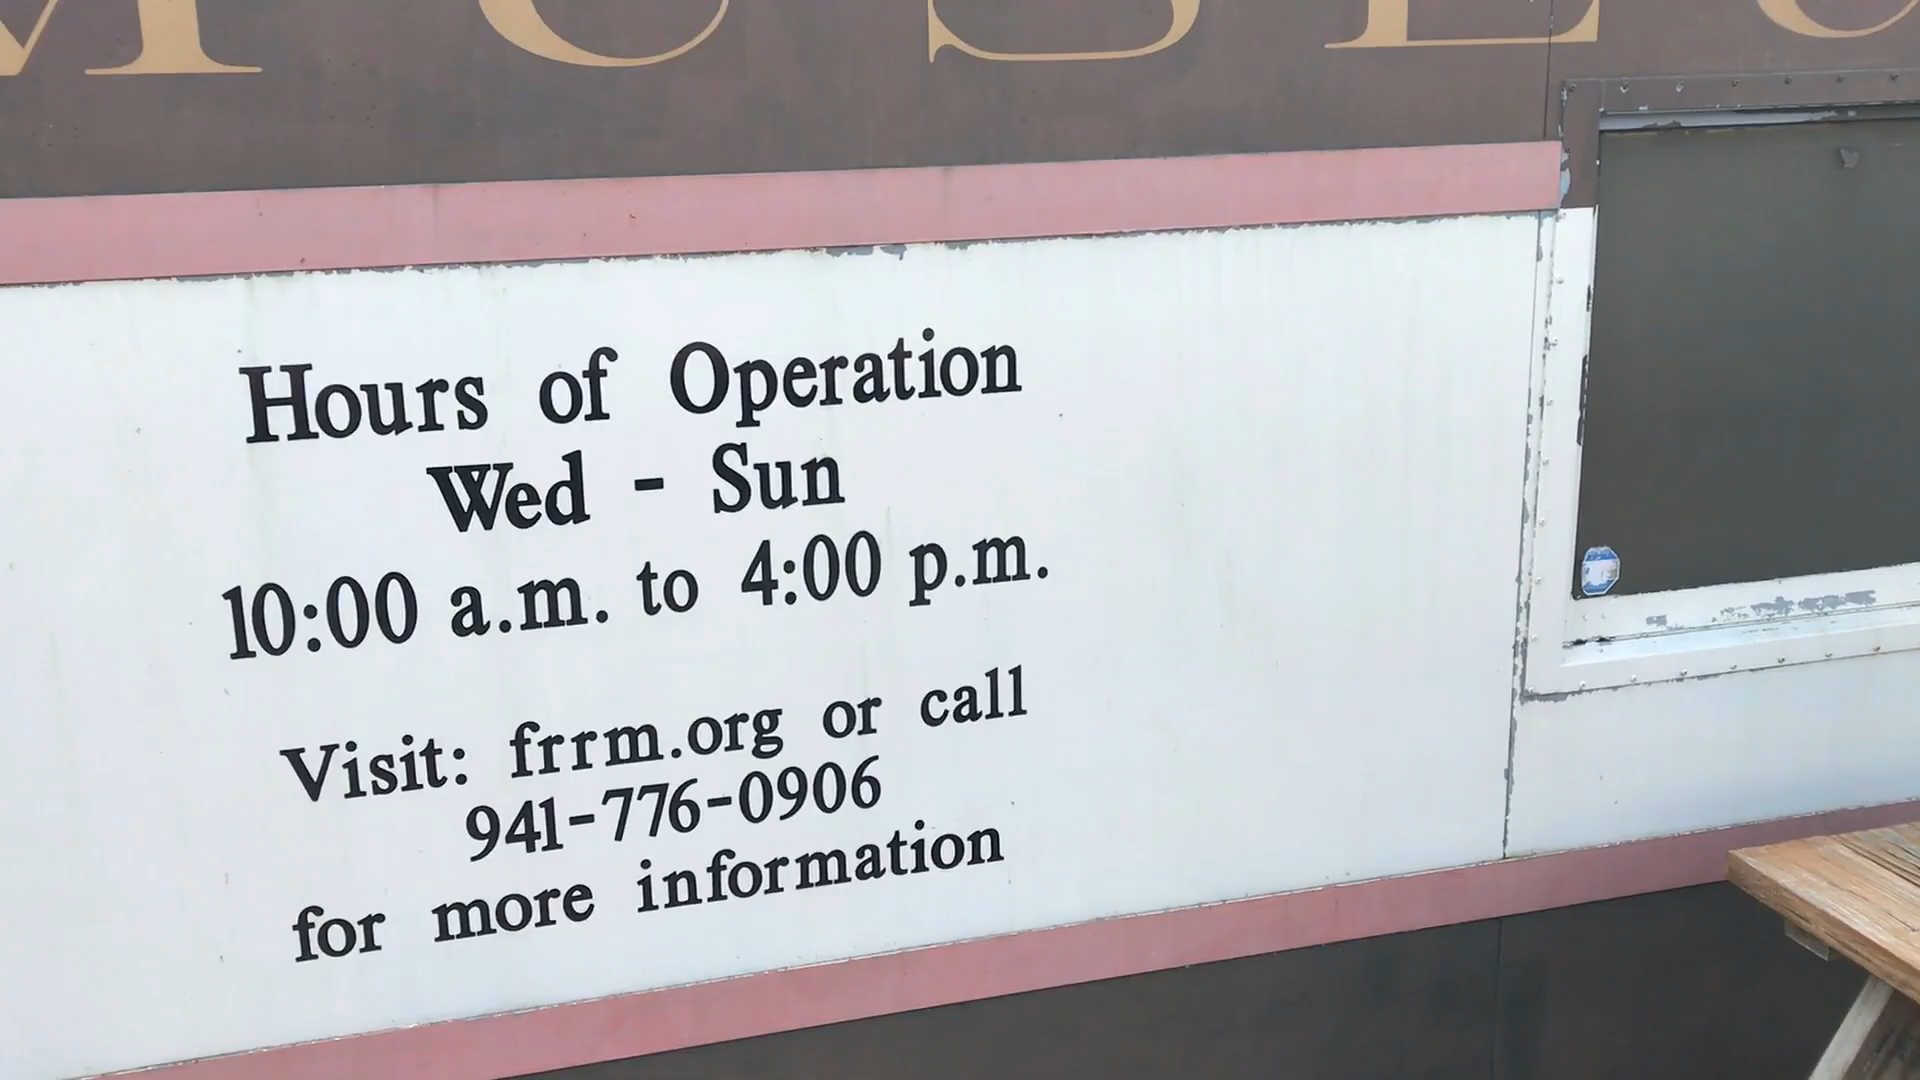 MUSEU
Hours of Operation
Wed - Sun
10:00 a.m. to 4:00 p.m.
Visit: frrm.org or call
941-776-0906
for more information